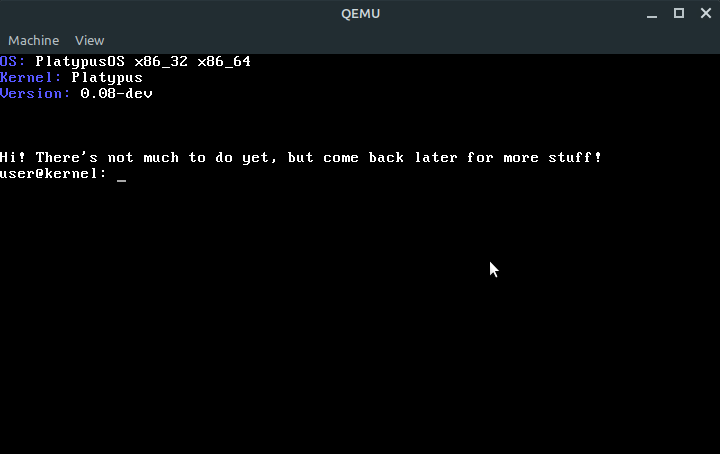 QEMU
Machine View
OS: PlatypusOS x86_32 x86_64
Kernel: Platypus
Version: 0.08-dev
Hi! There's not much to do yet, but come back later for more stuff!
user@kernel: _